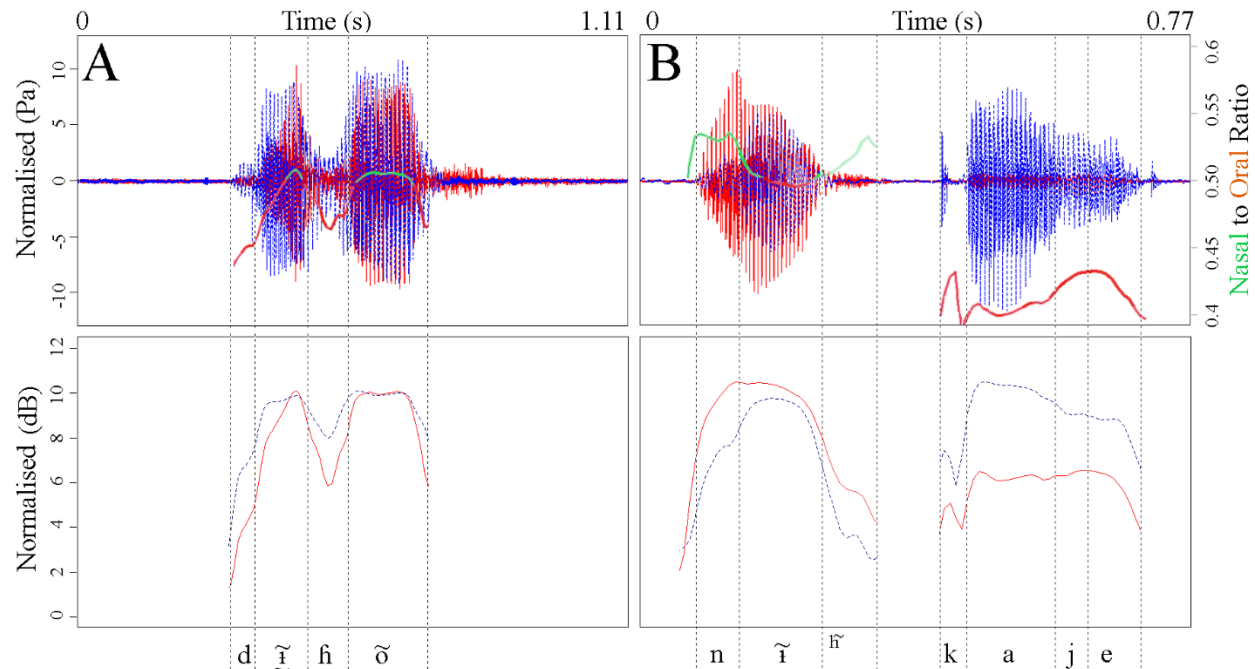 0 Time (s) 1.11 0 Time (s) 0.77
A B
Normalised (Pa)
10
5
0
-5
-10
0.6
0.55
0.50
0.45
0.4
Nasal to Oral Ratio
Normalised (dB)
12
10
8
6
4
2
0
d ɨ̰̃ ɦ õ n ɨ̃ ɦ̃ k a j e